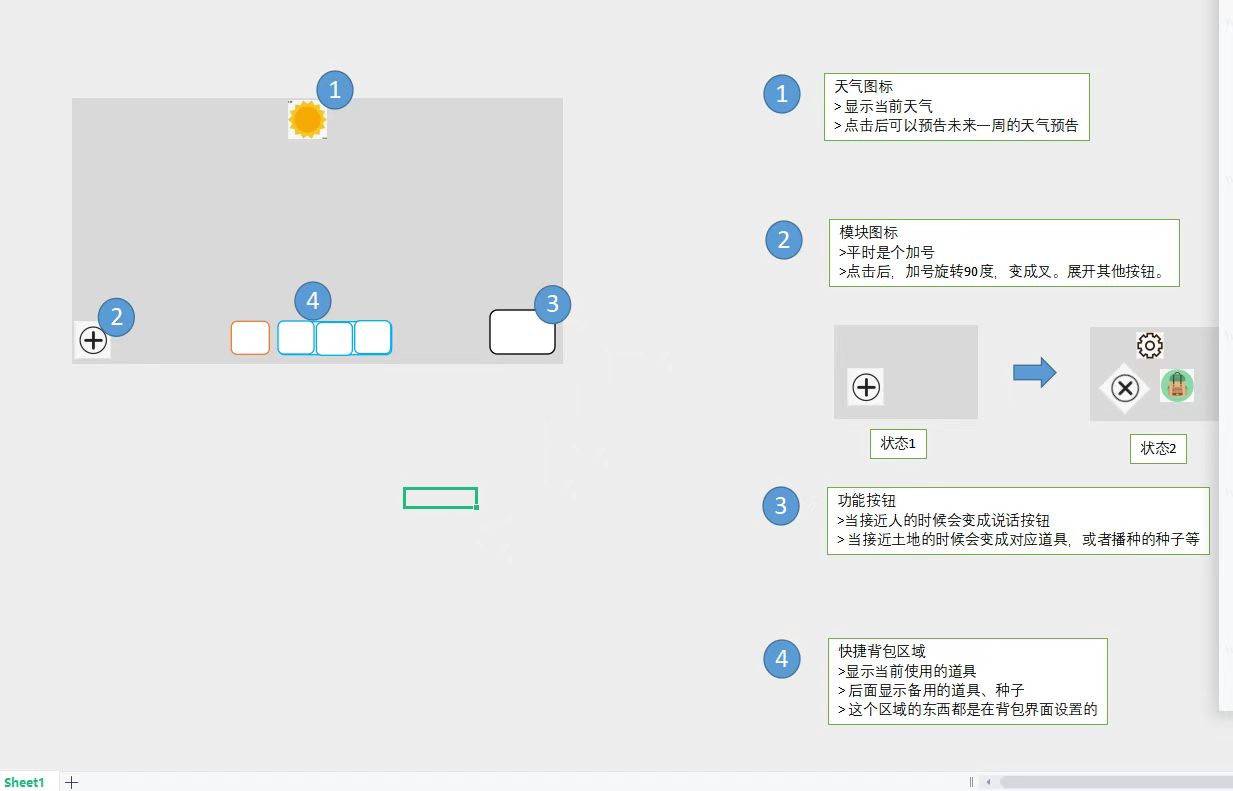 1
天气图标
> 显示当前天气
> 点击后可以预告未来一周的天气预告
1
2
模块图标
>平时是个加号
>点击后，加号旋转90度，变成叉。展开其他按钮。
4
3
2
状态1
状态2
3
功能按钮
>当接近人的时候会变成说话按钮
> 当接近土地的时候会变成对应道具，或者播种的种子等
4
快捷背包区域
>显示当前使用的道具
> 后面显示备用的道具、种子
> 这个区域的东西都是在背包界面设置的
Sheet1